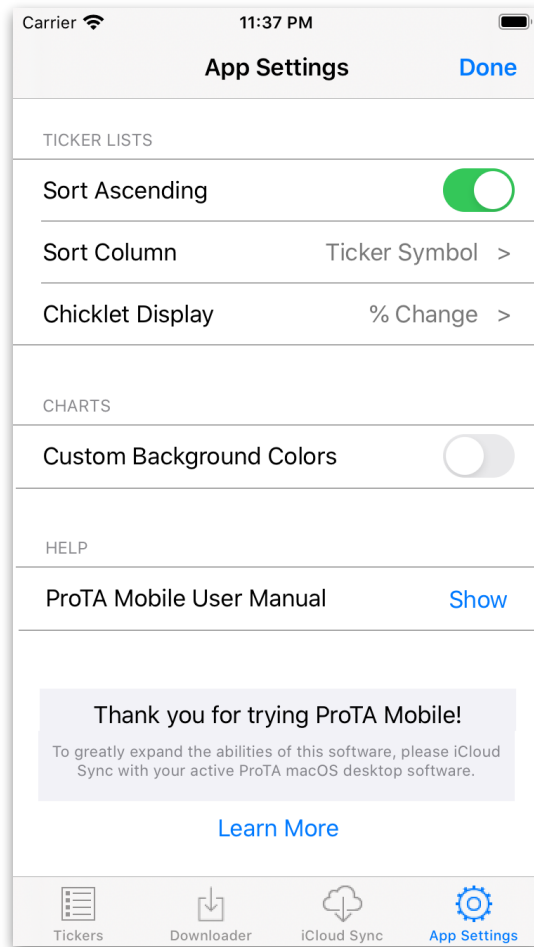 Carrier 11:37 PM
App Settings Done
TICKER LISTS
Sort Ascending
Sort Column Ticker Symbol >
Chicklet Display % Change >
CHARTS
Custom Background Colors
HELP
ProTA Mobile User Manual Show
Thank you for trying ProTA Mobile!
To greatly expand the abilities of this software, please iCloud
Sync with your active ProTA macOS desktop software.
Learn More
Tickers Downloader iCloud Sync App Settings